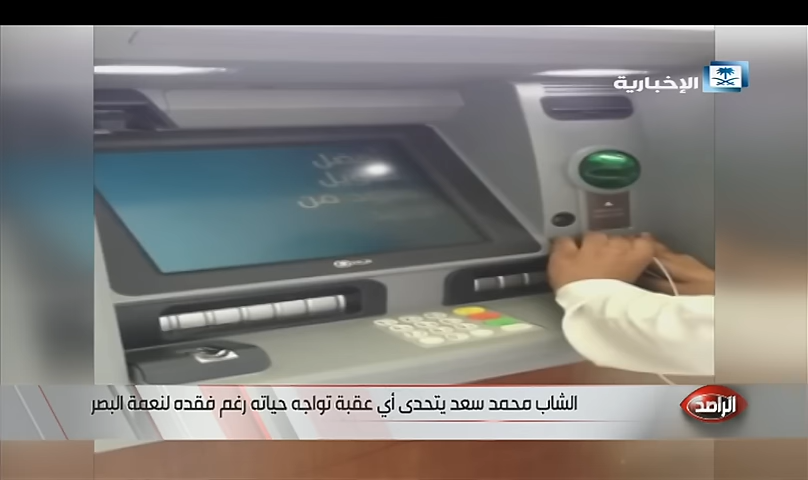 الإخبارية
الراصد
الشاب محمد سعد يتحدى أي عقبة تواجه حياته رغم فقده لنعمة البصر